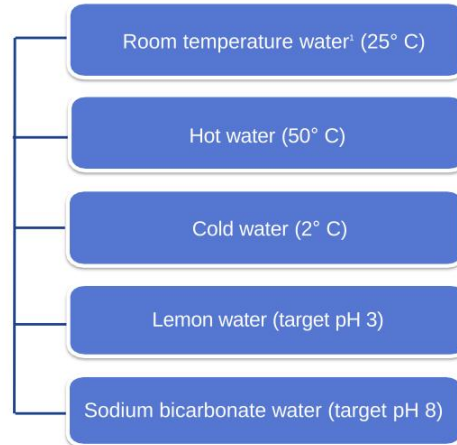 Room temperature water¹ (25° C)
Hot water (50° C)
Cold water (2° C)
Lemon water (target pH 3)
Sodium bicarbonate water (target pH 8)